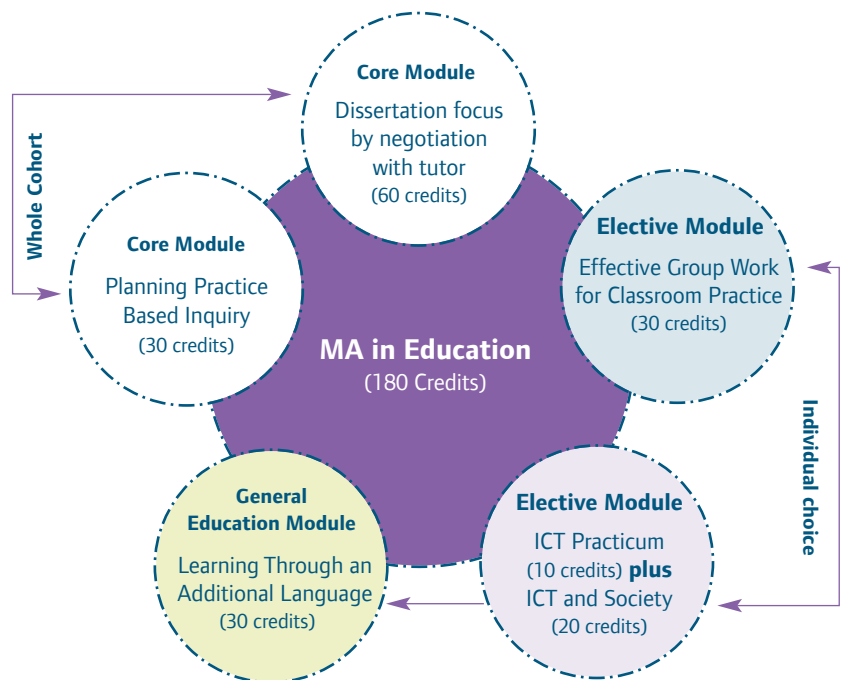 Core Module
Dissertation focus
by negotiation
with tutor
(60 credits)
Whole Cohort
Core Module
Planning Practice
Based Inquiry
(30 credits)
Elective Module
Effective Group Work
for Classroom Practice
(30 credits)
MA in Education
(180 Credits)
Individual choice
General
Education Module
Learning Through an
Additional Language
(30 credits)
Elective Module
ICT Practicum
(10 credits) plus
ICT and Society
(20 credits)